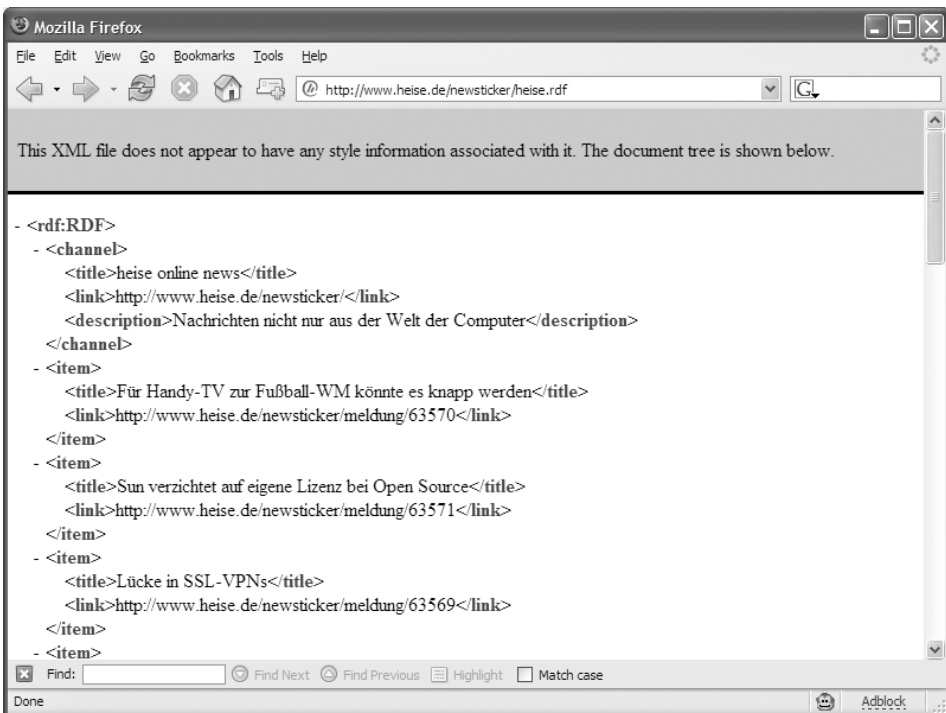 Mozilla Firefox
File Edit View Go Bookmarks Tools Help
http://www.heise.de/newsticker/heise.rdf G
This XML file does not appear to have any style information associated with it. The document tree is shown below.
- <rdf:RDF>
- <channel>
<title>heise online news</title>
<link>http://www.heise.de/newsticker/</link>
<description>Nachrichten nicht nur aus der Welt der Computer</description>
</channel>
- <item>
<title>Für Handy-TV zur Fußball-WM könnte es knapp werden</title>
<link>http://www.heise.de/newsticker/meldung/63570</link>
</item>
- <item>
<title>Sun verzichtet auf eigene Lizenz bei Open Source</title>
<link>http://www.heise.de/newsticker/meldung/63571</link>
</item>
- <item>
<title>Lücke in SSL-VPNs</title>
<link>http://www.heise.de/newsticker/meldung/63569</link>
</item>
- <item>
Find: Find Next Find Previous Highlight Match case
Done Adblock